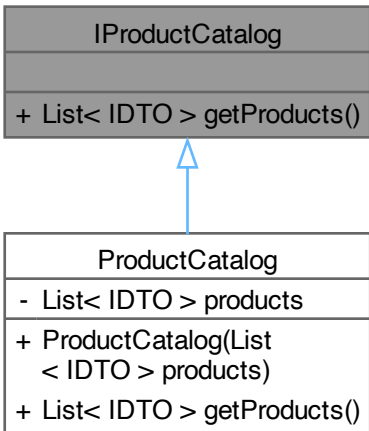 IProductCatalog
+ List< IDTO > getProducts()
ProductCatalog
- List< IDTO > products
+ ProductCatalog(List
< IDTO > products)
+ List< IDTO > getProducts()